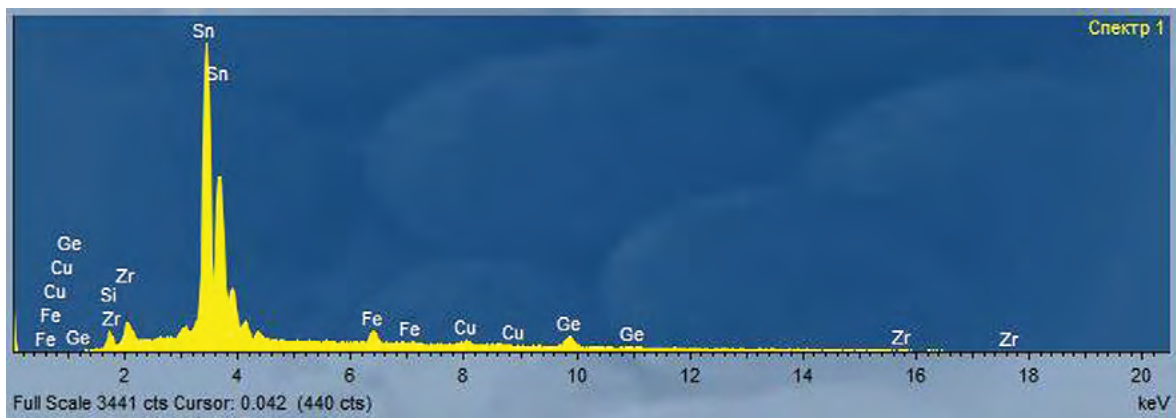 Спектр 1
Sn
Sn
Ge
Cu
Zr
Cu
Si
Fe
Zr
Fe
Ge
Fe
Fe
Cu
Cu
Ge
Ge
Zr
Zr
2 4 6 8 10 12 14 16 18 20
Full Scale 3441 cts Cursor: 0.042 (440 cts) keV